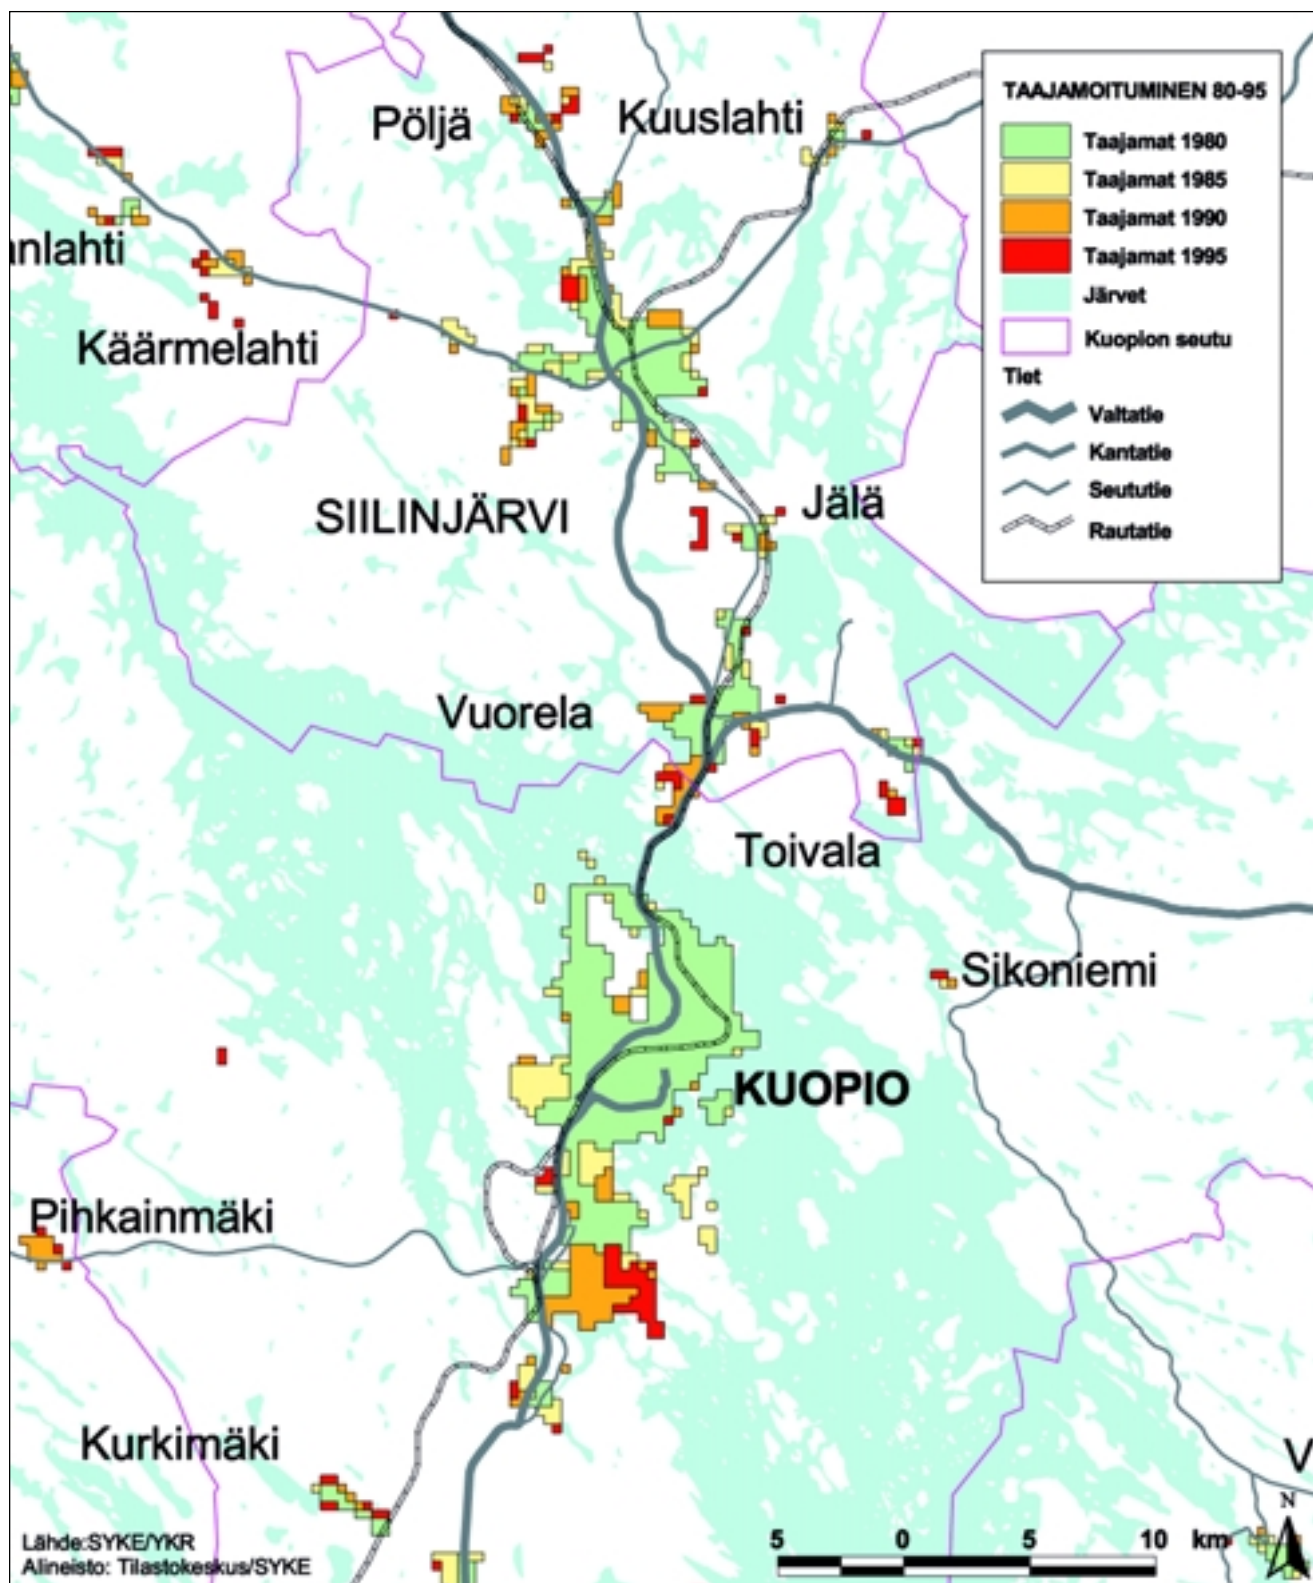 TAAJAMOITUMINEN 80-95
Taajamat 1980
Taajamat 1985
Taajamat 1990
Taajamat 1995
Järvet
Kuopion seutu
Tiet
Valtatie
Kantatie
Seututie
Rautatie
Pöljä
Kuuslahti
anlahti
Käärmelahti
SIILINJÄRVI
Jälä
Vuorela
Toivala
Sikoniemi
KUOPIO
Pihkainmäki
Kurkimäki
V
N
Lähde:SYKE/YKR
Alineisto: Tilastokeskus/SYKE
5 0 5 10 km